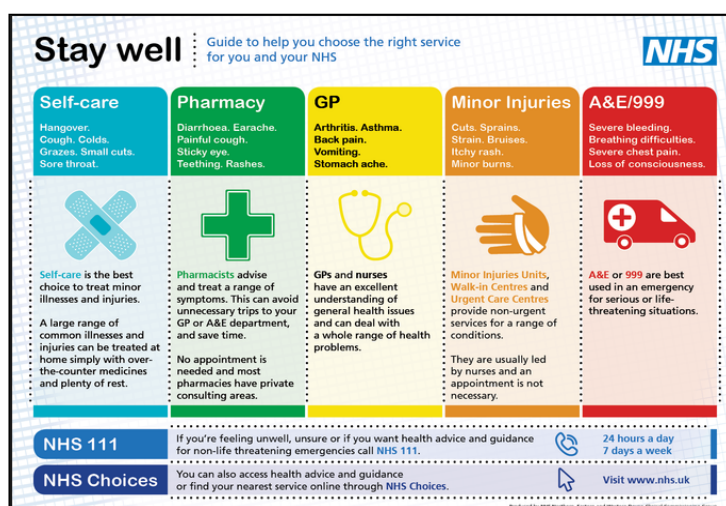 Stay well
Guide to help you choose the right service
for you and your NHS
NHS
Self-care
Hangover.
Cough. Colds.
Grazes. Small cuts.
Sore throat.
Self-care is the best
choice to treat minor
illnesses and injuries.
A large range of
common illnesses and
injuries can be treated at
home simply with over-
the-counter medicines
and plenty of rest.
Pharmacy
Diarrhoea. Earache.
Painful cough.
Sticky eye.
Teething. Rashes.
Pharmacists advise
and treat a range of
symptoms. This can avoid
unnecessary trips to your
GP or A&E department,
and save time.
No appointment is
needed and most
pharmacies have private
consulting areas.
GP
Arthritis. Asthma.
Back pain.
Vomiting.
Stomach ache.
GPs and nurses
have an excellent
understanding of
general health issues
and can deal with
a whole range of health
problems.
Minor Injuries
Cuts. Sprains.
Strain. Bruises.
Itchy rash.
Minor burns.
Minor Injuries Units,
Walk-in Centres and
Urgent Care Centres
provide non-urgent
services for a range of
conditions.
They are usually led
by nurses and an
appointment is not
necessary.
A&E/999
Severe bleeding.
Breathing difficulties.
Severe chest pain.
Loss of consciousness.
A&E or 999 are best
used in an emergency
for serious or life-
threatening situations.
NHS 111
If you're feeling unwell, unsure or if you want health advice and guidance
for non-life threatening emergencies call NHS 111.
24 hours a day
7 days a week
NHS Choices
You can also access health advice and guidance
or find your nearest service online through NHS Choices.
Visit www.nhs.uk